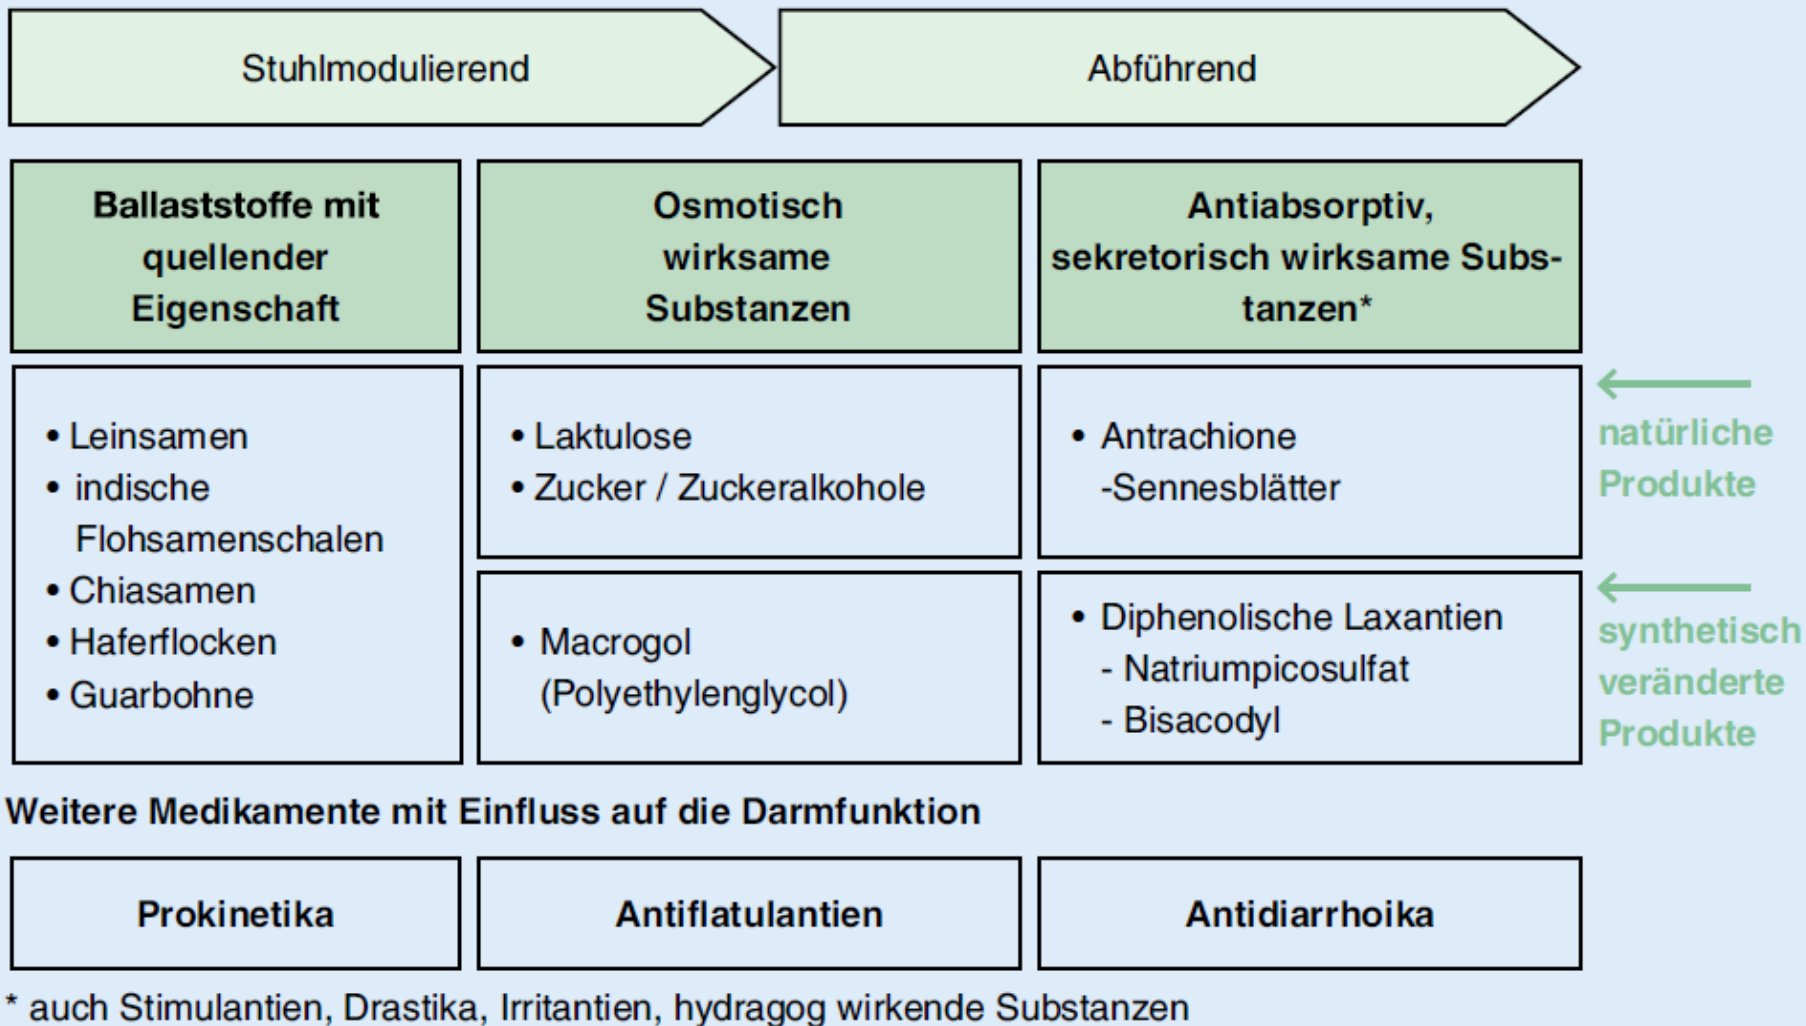 Stuhlmodulierend
Abführend
Ballaststoffe mit
quellender
Eigenschaft
Osmotisch
wirksame
Substanzen
Antiabsorptiv,
sekretorisch wirksame Subs-
tanzen*
• Leinsamen
• indische
Flohsamenschalen
• Chiasamen
• Haferflocken
• Guarbohne
• Laktulose
• Zucker / Zuckeralkohole
• Macrogol
(Polyethylenglycol)
• Antrachione
-Sennesblätter
• Diphenolische Laxantien
- Natriumpicosulfat
- Bisacodyl
natürliche
Produkte
synthetisch
veränderte
Produkte
Weitere Medikamente mit Einfluss auf die Darmfunktion
Prokinetika
Antiflatulantien
Antidiarrhoika
* auch Stimulantien, Drastika, Irritantien, hydragog wirkende Substanzen